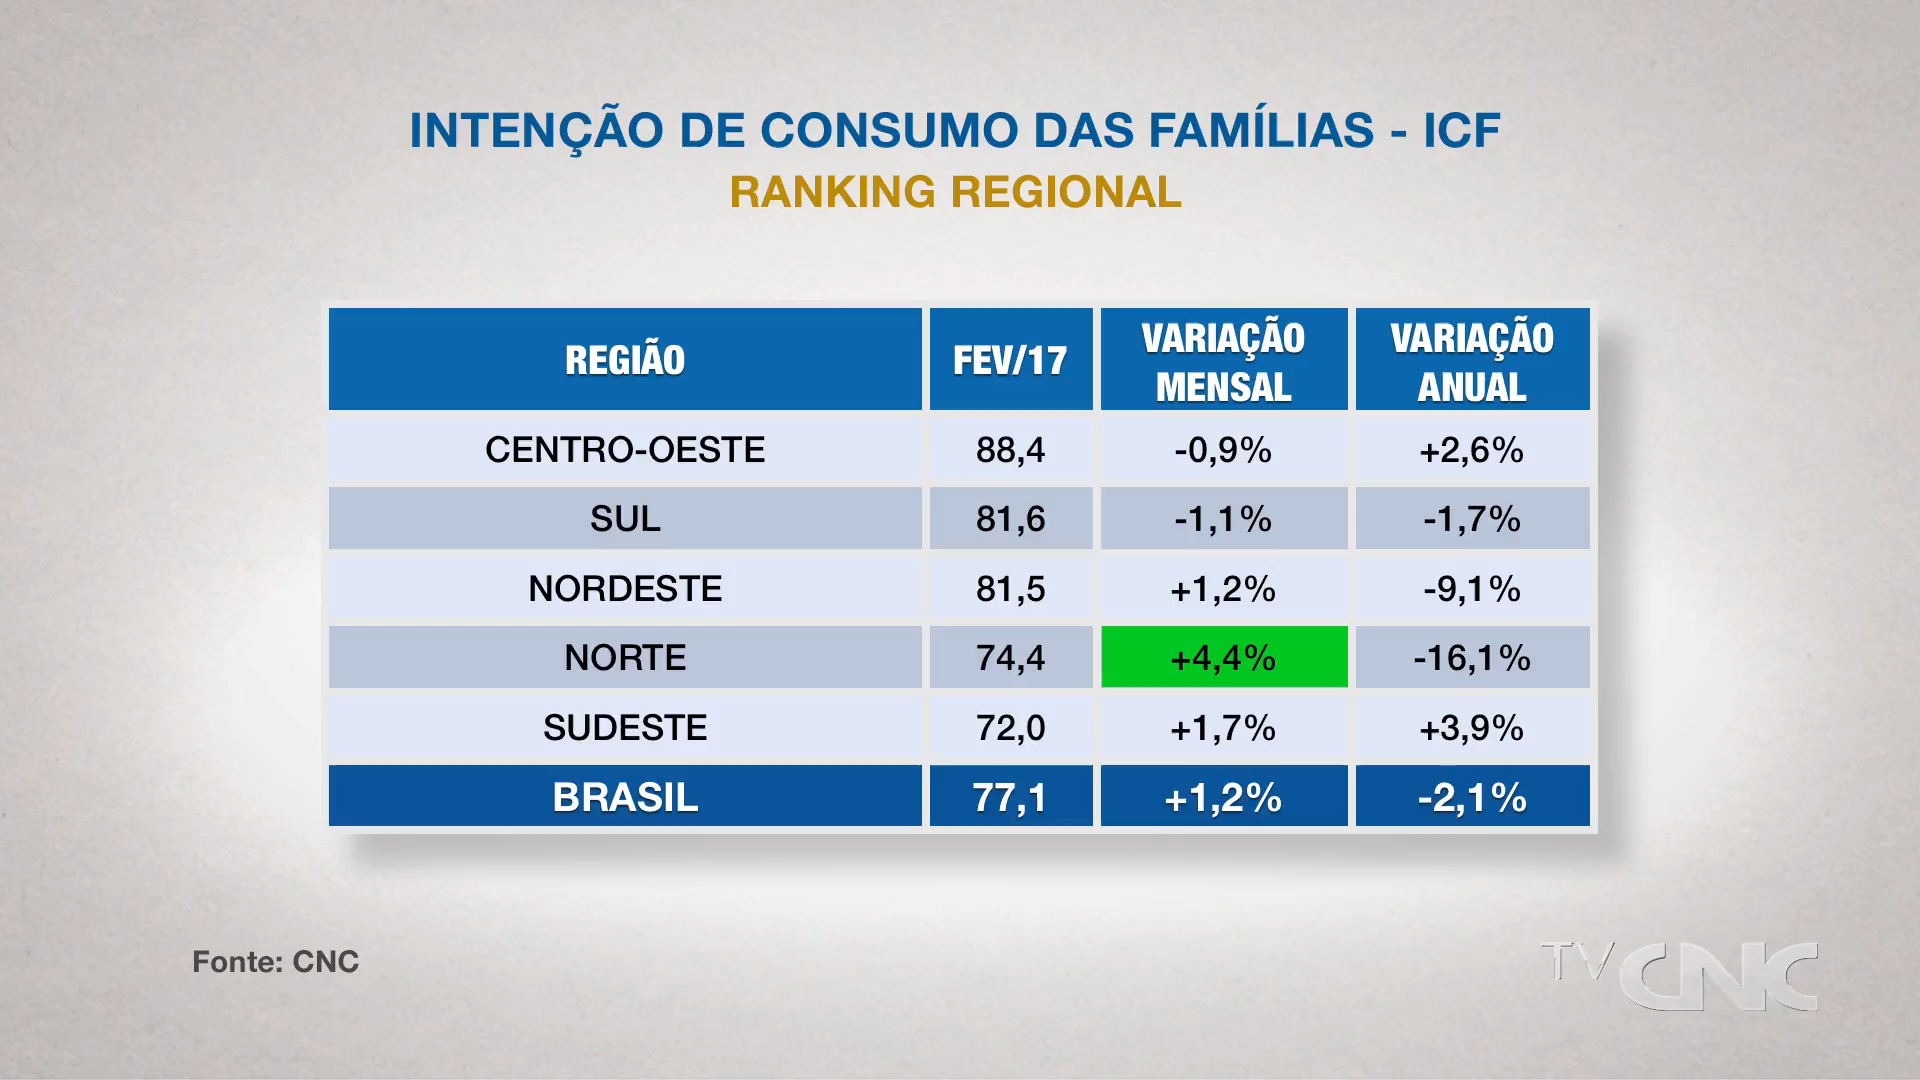 INTENÇÃO DE CONSUMO DAS FAMÍLIAS - ICF
RANKING REGIONAL
REGIÃO FEV/17 VARIAÇÃO MENSAL VARIAÇÃO ANUAL
CENTRO-OESTE 88,4 -0,9% +2,6%
SUL 81,6 -1,1% -1,7%
NORDESTE 81,5 +1,2% -9,1%
NORTE 74,4 +4,4% -16,1%
SUDESTE 72,0 +1,7% +3,9%
BRASIL 77,1 +1,2% -2,1%
Fonte: CNC
TV CNC